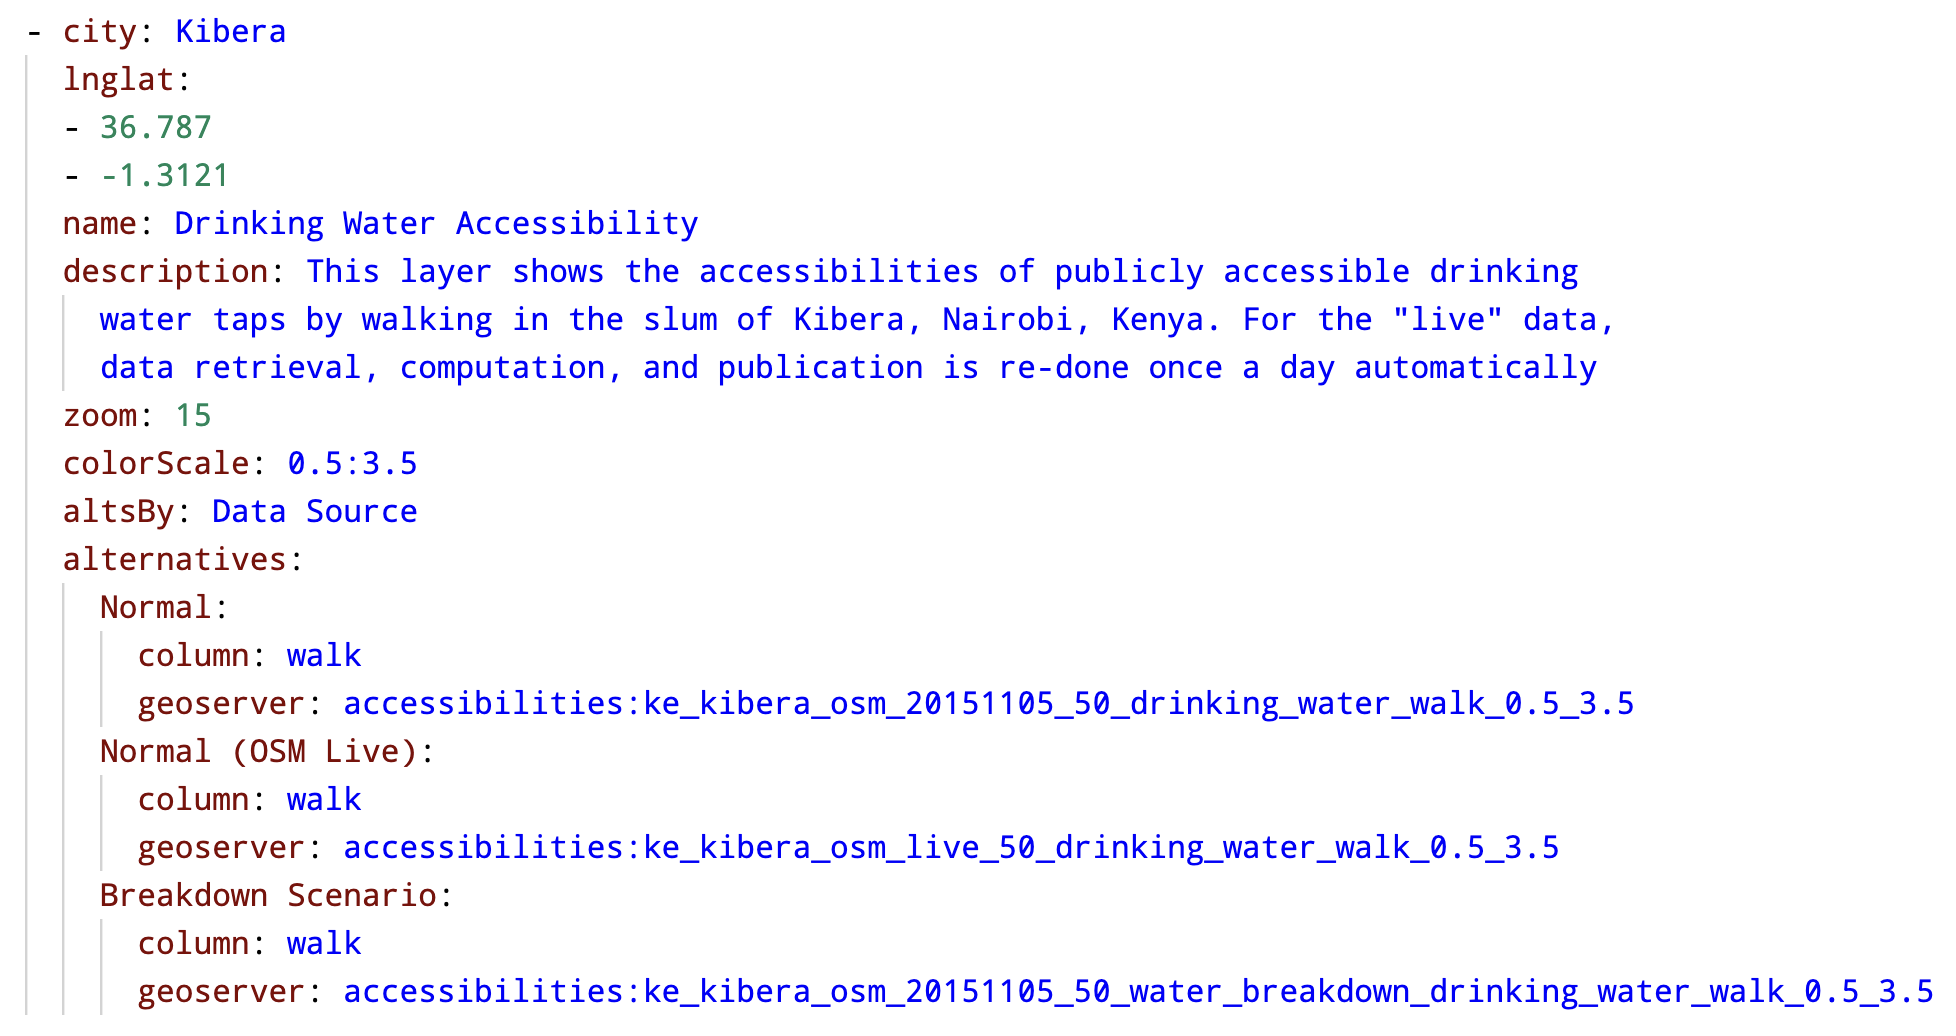 - city: Kibera
  lnglat:
  - 36.787
  - -1.3121
  name: Drinking Water Accessibility
  description: This layer shows the accessibilities of publicly accessible drinking
    water taps by walking in the slum of Kibera, Nairobi, Kenya. For the "live" data,
    data retrieval, computation, and publication is re-done once a day automatically
  zoom: 15
  colorScale: 0.5:3.5
  altsBy: Data Source
  alternatives:
    Normal:
      column: walk
      geoserver: accessibilities:ke_kibera_osm_20151105_50_drinking_water_walk_0.5_3.5
    Normal (OSM Live):
      column: walk
      geoserver: accessibilities:ke_kibera_osm_live_50_drinking_water_walk_0.5_3.5
    Breakdown Scenario:
      column: walk
      geoserver: accessibilities:ke_kibera_osm_20151105_50_water_breakdown_drinking_water_walk_0.5_3.5